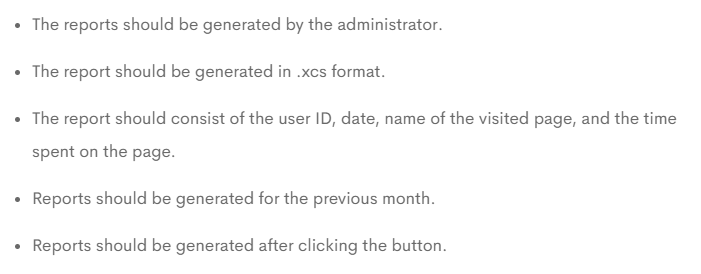 The reports should be generated by the administrator.
The report should be generated in .xcs format.
The report should consist of the user ID, date, name of the visited page, and the time
spent on the page.
Reports should be generated for the previous month.
Reports should be generated after clicking the button.